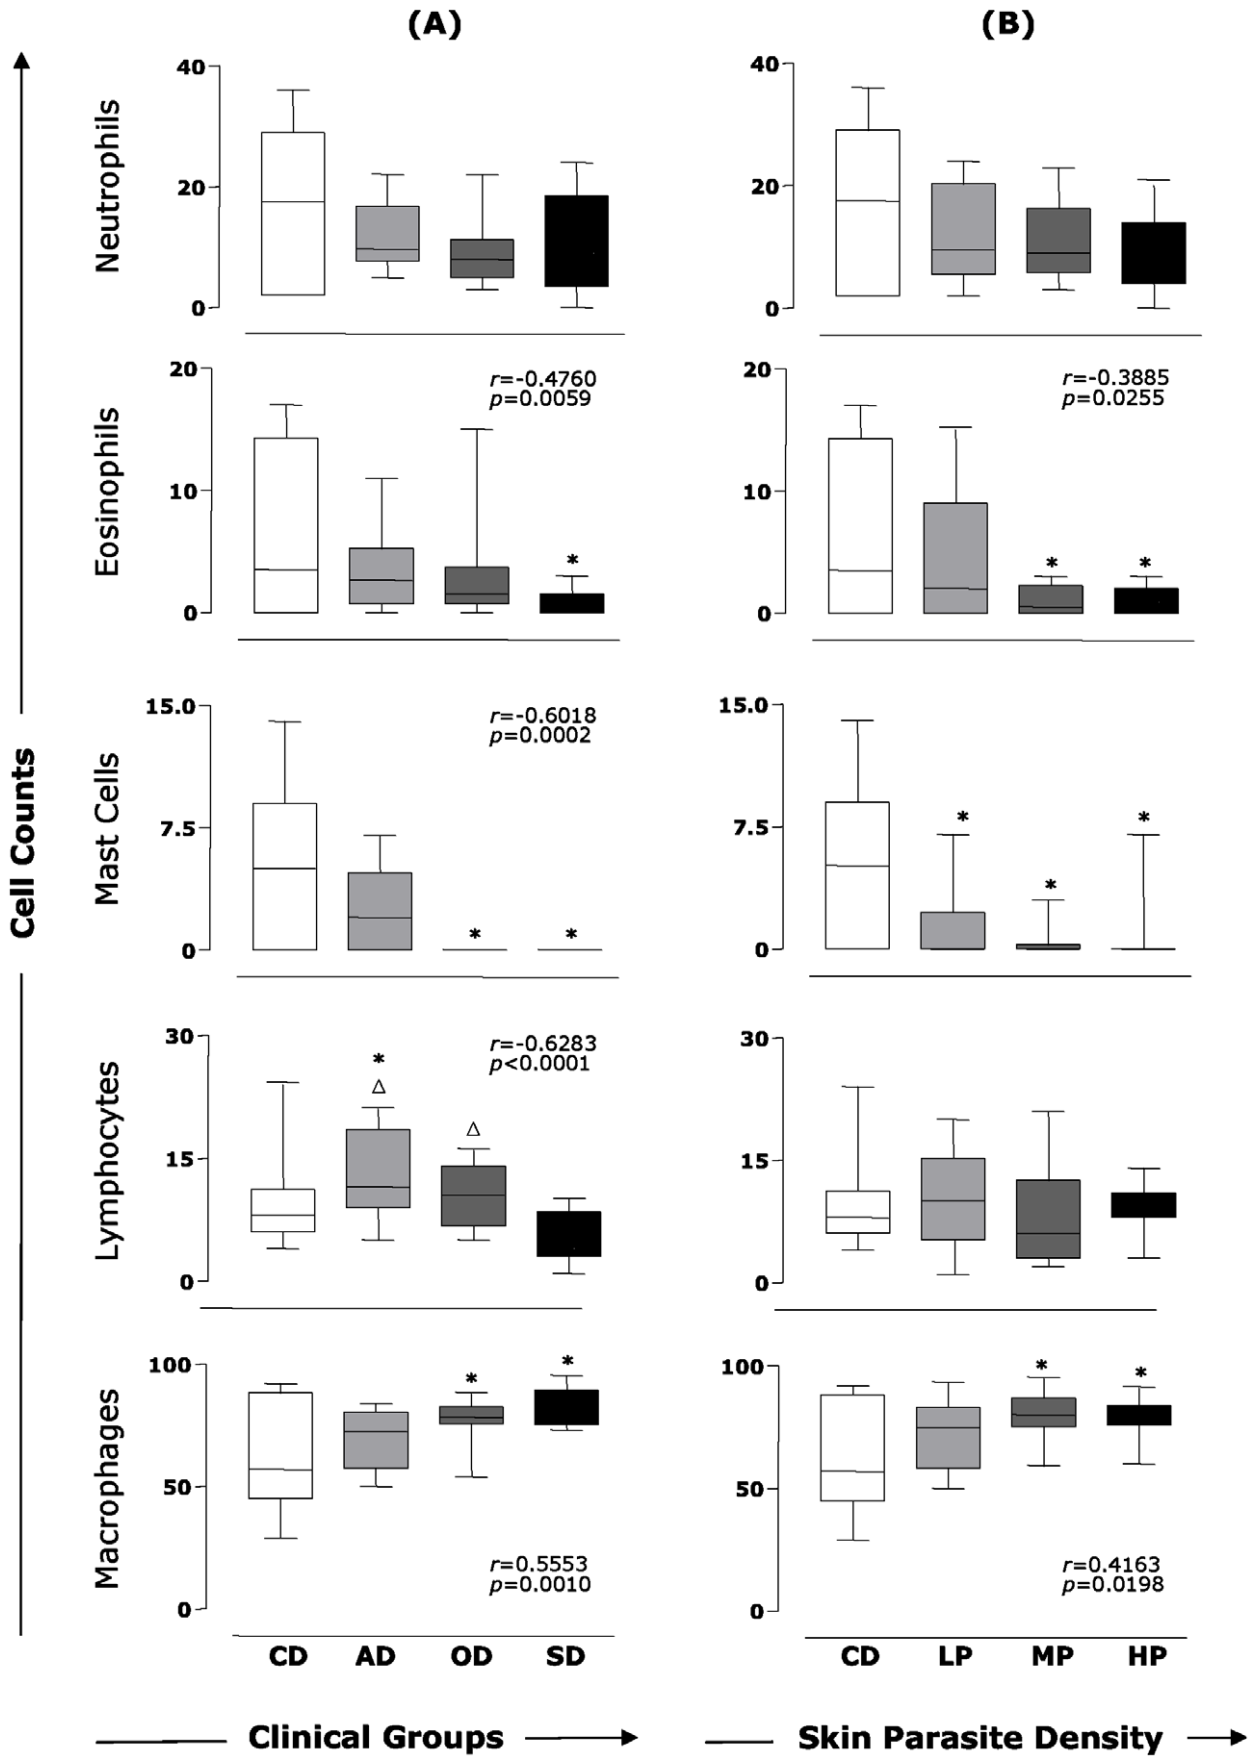 (A)
(B)
Cell Counts
Neutrophils
40
20
0
40
20
0
Eosinophils
20
10
0
r=-0.4760
p=0.0059
*
20
10
0
r=-0.3885
p=0.0255
* *
Mast Cells
15.0
7.5
0
r=-0.6018
p=0.0002
* *
15.0
7.5
0
* * *
Lymphocytes
30
15
0
r=-0.6283
p<0.0001
*
Δ Δ
30
15
0
Macrophages
100
50
0
* *
r=0.5553
p=0.0010
100
50
0
* *
r=0.4163
p=0.0198
CD AD OD SD
CD LP MP HP
Clinical Groups
Skin Parasite Density